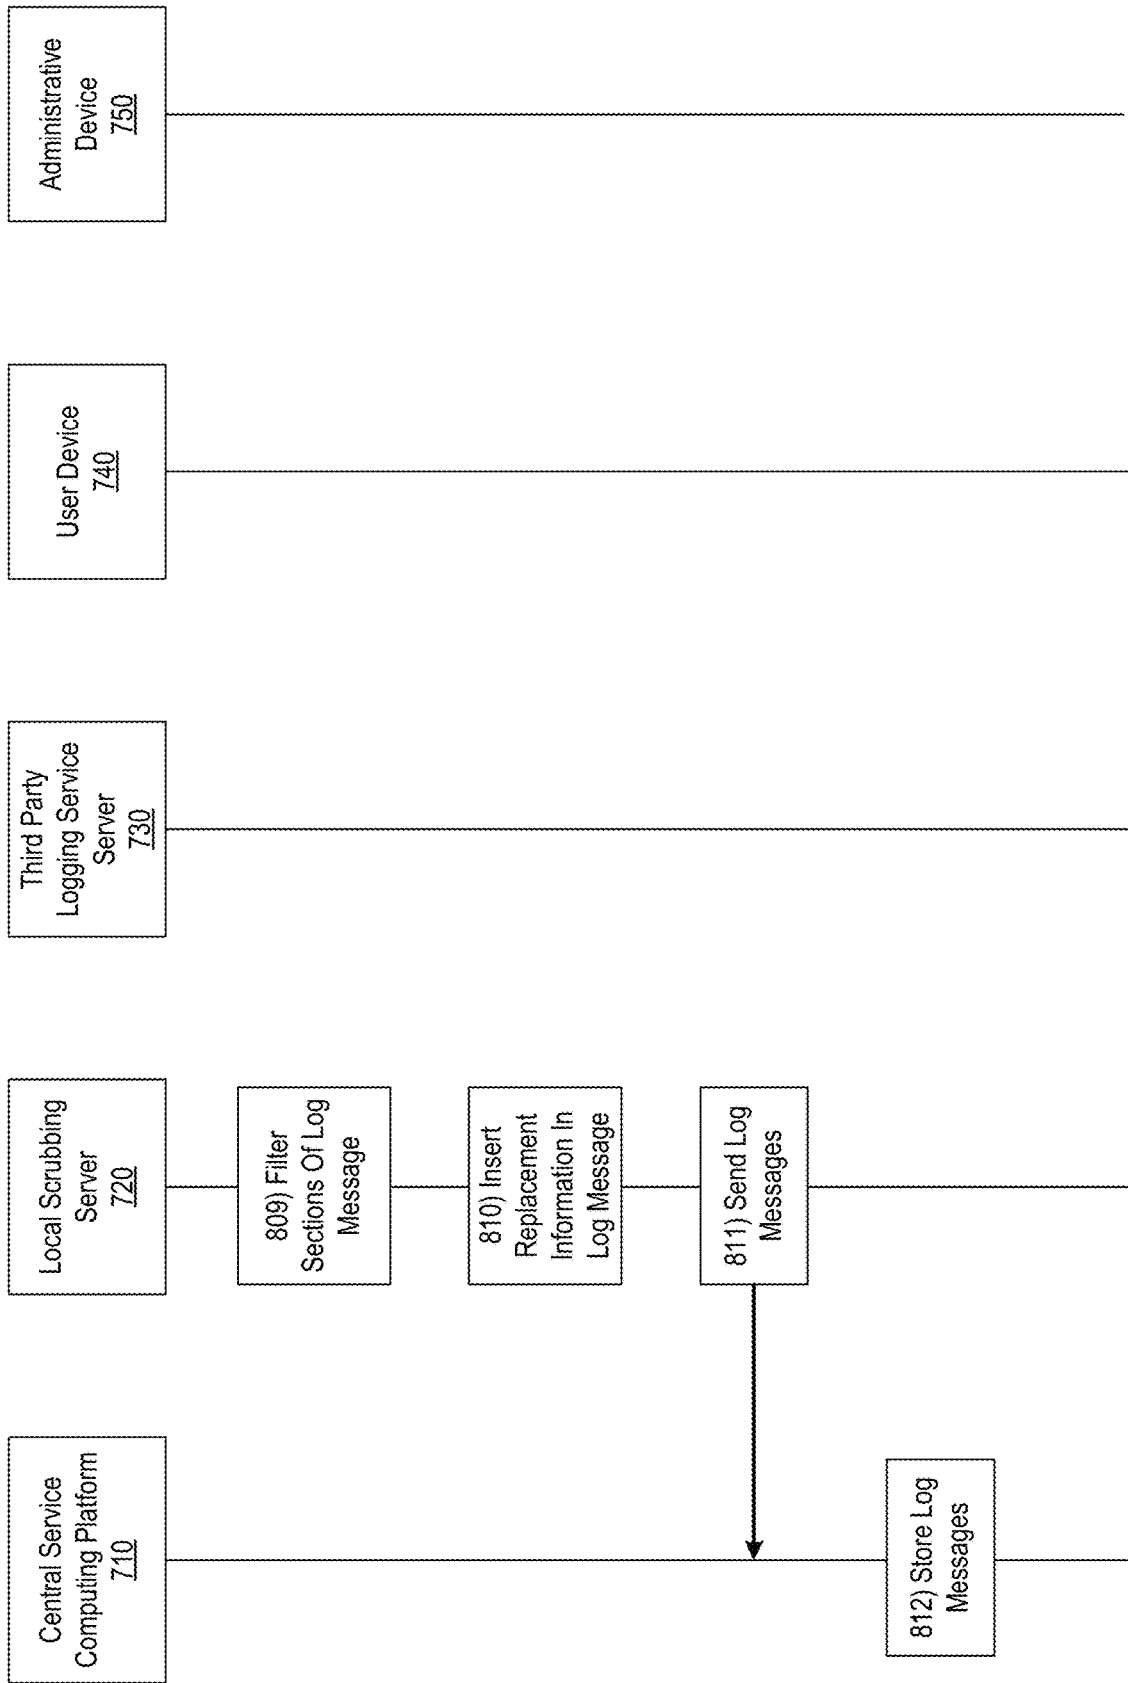 Central Service
Computing Platform
710
Local Scrubbing
Server
720
Third Party
Logging Service
Server
730
User Device
740
Administrative
Device
750
809) Filter
Sections Of Log
Message
810) Insert
Replacement
Information In
Log Message
811) Send Log
Messages
812) Store Log
Messages